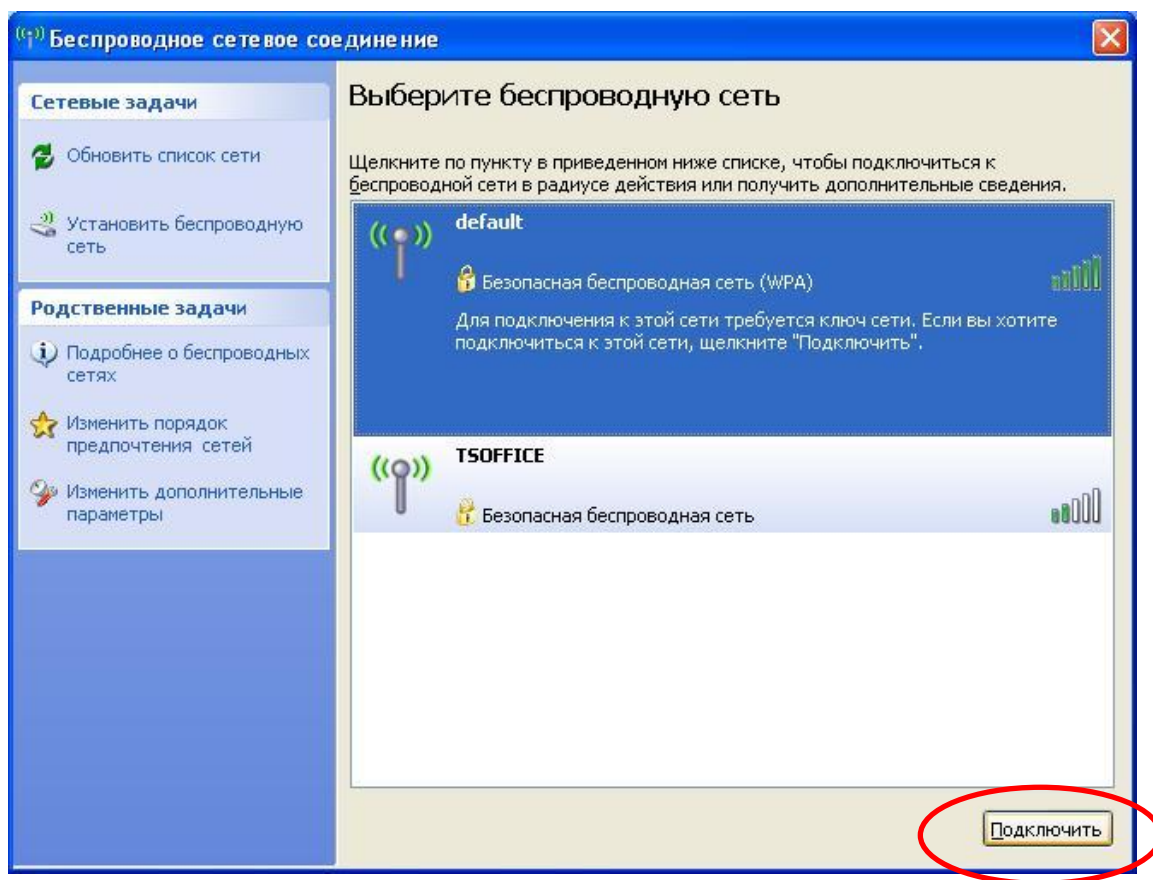 Беспроводное сетевое соединение
Сетевые задачи
Обновить список сети
Установить беспроводную
сеть
Родственные задачи
Подробнее о беспроводных
сетях
Изменить порядок
предпочтения сетей
Изменить дополнительные
параметры
Выберите беспроводную сеть
Щелкните по пункту в приведенном ниже списке, чтобы подключиться к
беспроводной сети в радиусе действия или получить дополнительные сведения.
default
Безопасная беспроводная сеть (WPA)
Для подключения к этой сети требуется ключ сети. Если вы хотите
подключиться к этой сети, щелкните "Подключить".
TSOFFICE
Безопасная беспроводная сеть
Подключить